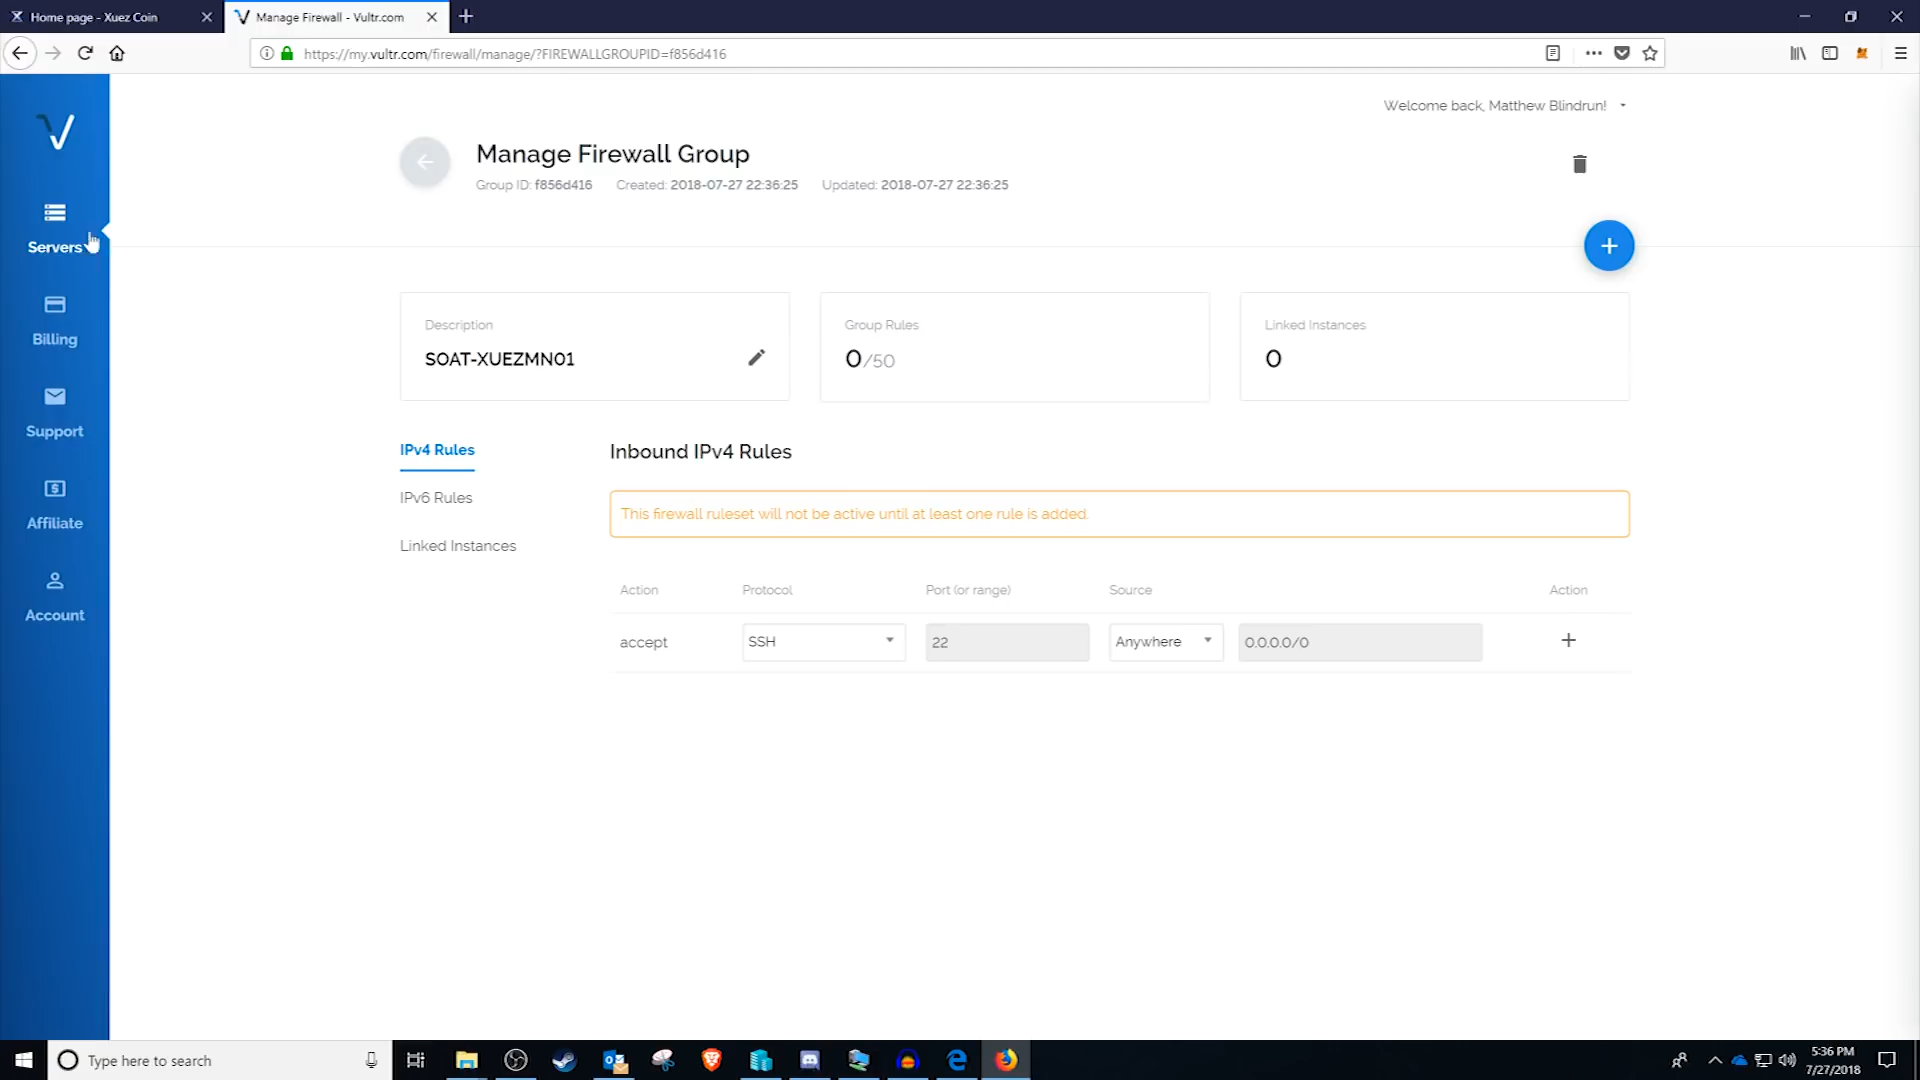 Home page - Xuez Coin
Manage Firewall - Vultr.com
https://my.vultr.com/firewall/manage/?FIREWALLGROUPID=f856d416
Welcome back, Matthew Blindrun!
Manage Firewall Group
Group ID: f856d416 Created: 2018-07-27 22:36:25 Updated: 2018-07-27 22:36:25
Servers
Billing
Support
Affiliate
Account
Description
SOAT-XUEZMN01
Group Rules
0/50
Linked Instances
0
IPv4 Rules
IPv6 Rules
Linked Instances
Inbound IPv4 Rules
This firewall ruleset will not be active until at least one rule is added.
Action Protocol Port (or range) Source Action
accept SSH 22 Anywhere 0.0.0.0/0
Type here to search
5:36 PM
7/27/2018